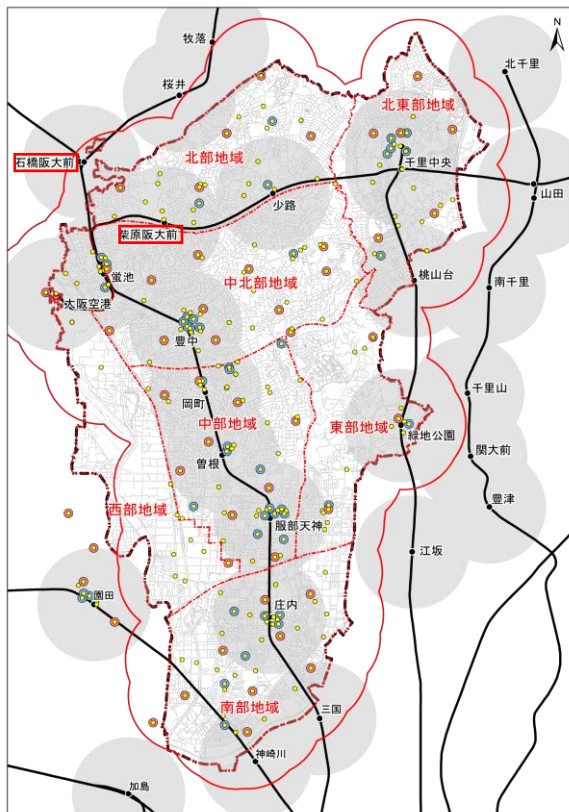 牧落
N
北千里
桜井
北東部地域
北部地域
石橋阪大前
千里中央
山田
少路
柴原阪大前
中北部地域
蛍池
桃山台
南千里
大阪空港
豊中
岡町
千里山
中部地域
東部地域
緑地公園
曽根
関大前
豊津
西部地域
服部天神
江坂
園田
庄内
南部地域
三国
神崎川
加島